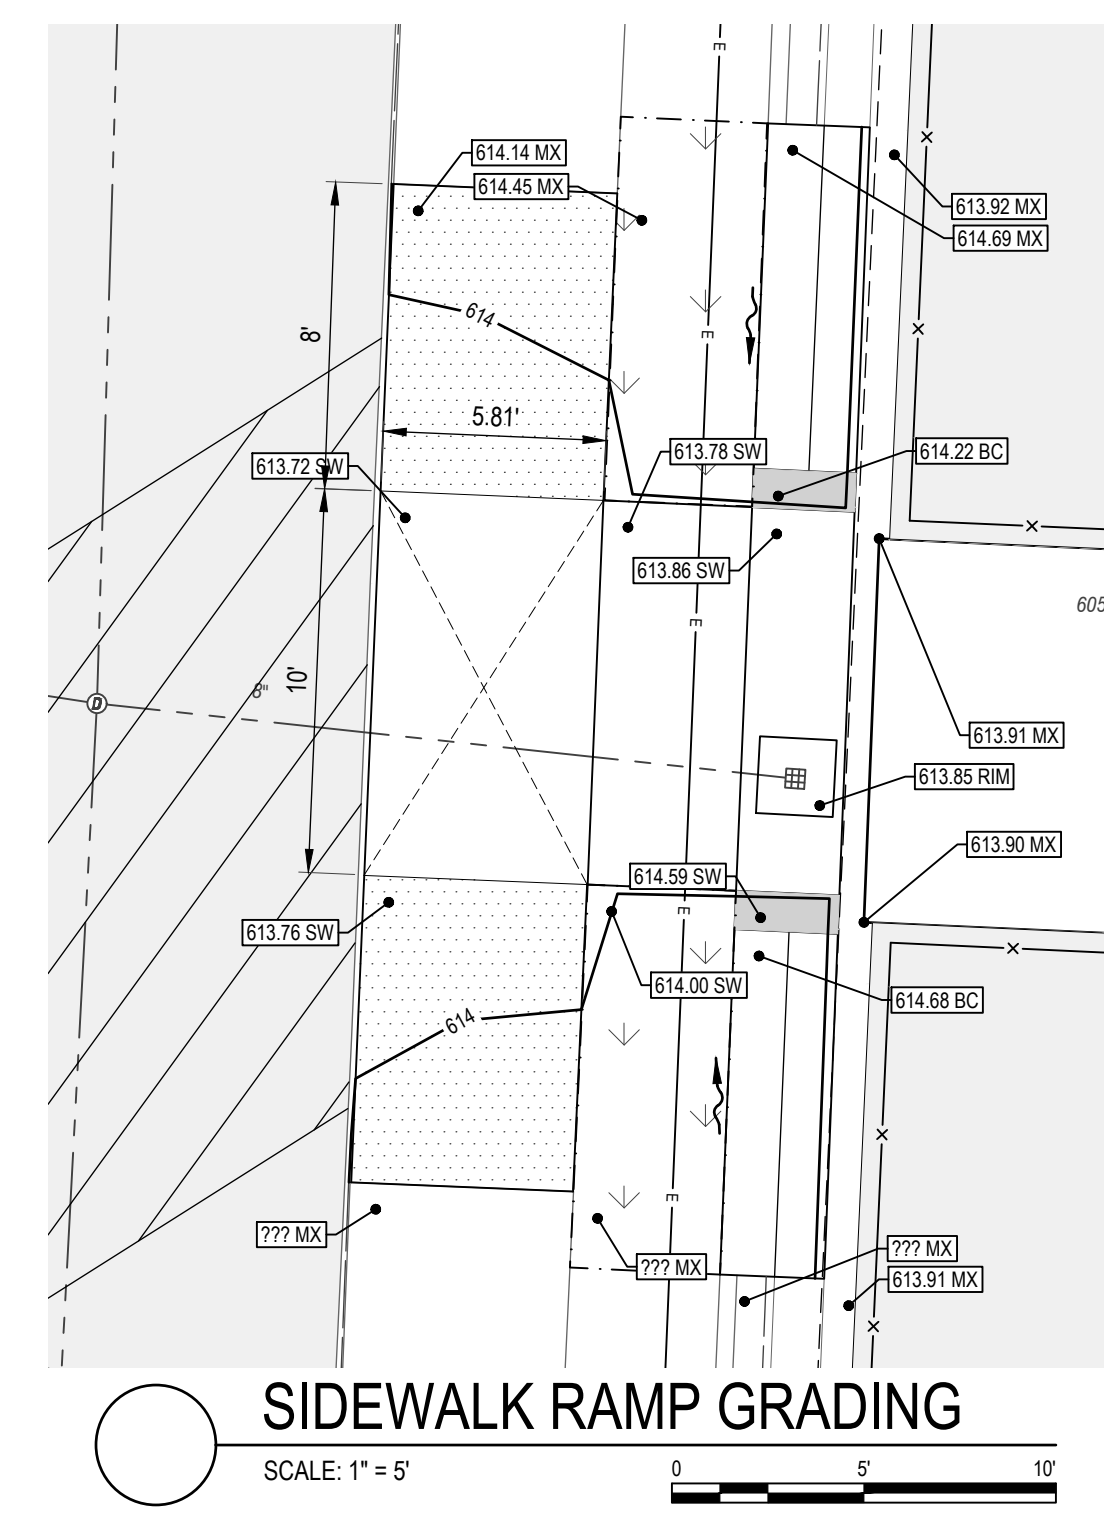 E
614.14 MX
614.45 MX
613.92 MX
614.69 MX
X
614
X
8'
E
5.81'
613.78 SW
614.22 BC
613.72 SW
X
613.86 SW
605
E
10'
8"
D
613.91 MX
613.85 RIM
613.90 MX
614.59 SW
E
613.76 SW
X
614.00 SW
614.68 BC
614
X
E
??? MX
??? MX
??? MX
613.91 MX
X
SIDEWALK RAMP GRADING
SCALE: 1" = 5'
0 5' 10'